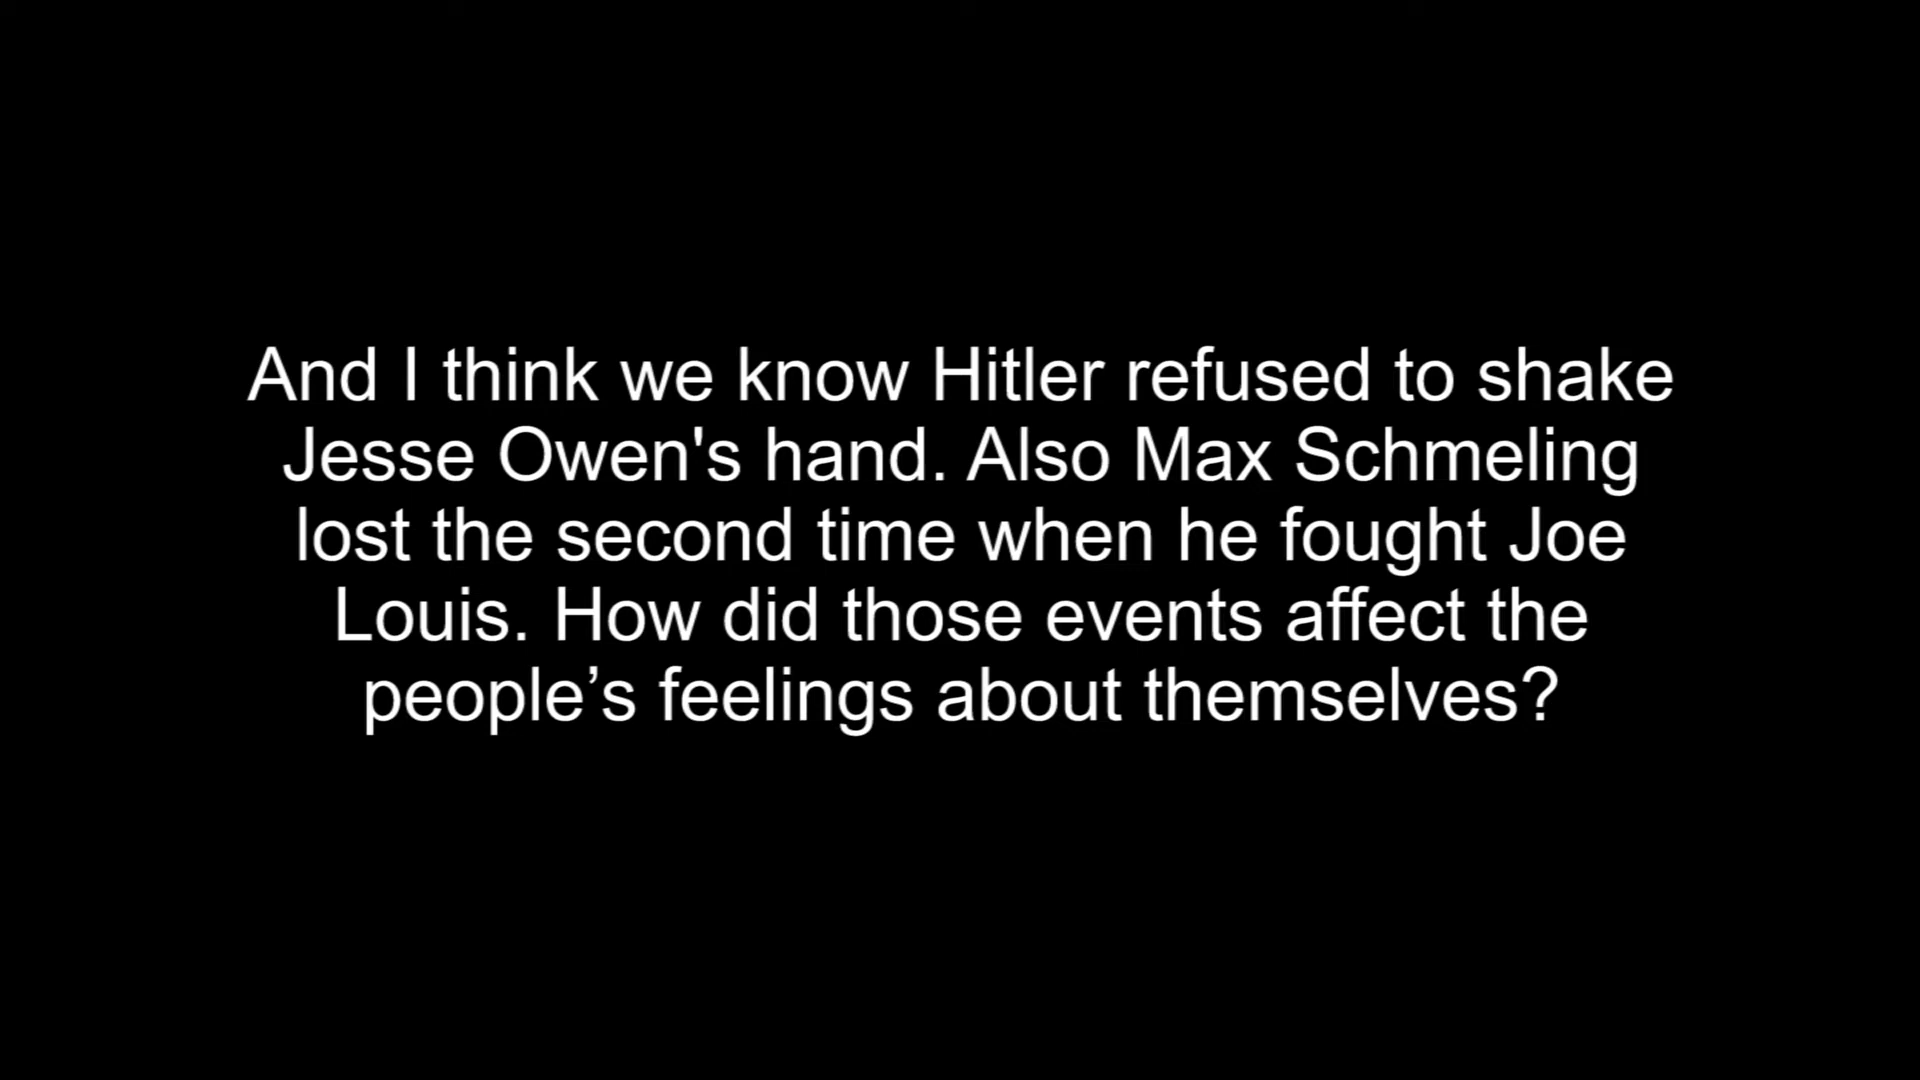 And I think we know Hitler refused to shake
Jesse Owen's hand. Also Max Schmeling
lost the second time when he fought Joe
Louis. How did those events affect the
people’s feelings about themselves?